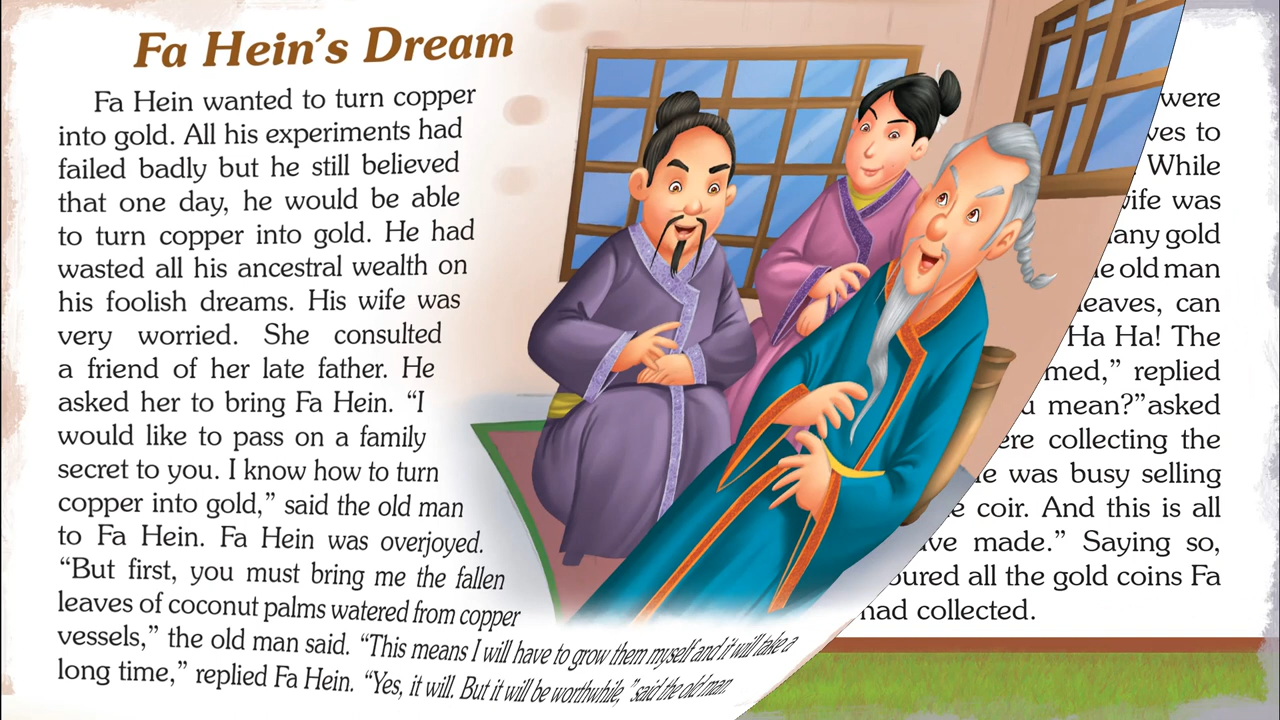 Fa Hein's Dream
Fa Hein wanted to turn copper
into gold. All his experiments had
failed badly but he still believed
that one day, he would be able
to turn copper into gold. He had
wasted all his ancestral wealth on
his foolish dreams. His wife was
very worried. She consulted
a friend of her late father. He
asked her to bring Fa Hein. “I
would like to pass on a family
secret to you. I know how to turn
copper into gold,” said the old man
to Fa Hein. Fa Hein was overjoyed.
“But first, you must bring me the fallen
leaves of coconut palms watered from copper
vessels,” the old man said. “This means I will have to grow them myself and it will take a
long time,” replied Fa Hein. “Yes, it will. But it will be worthwhile,” said the old man.
were
to
While
was
gold
old man
leaves, can
Ha Ha! The
replied
mean?”asked
collecting the
was busy selling
coir. And this is all
made.” Saying so,
all the gold coins Fa
had collected.